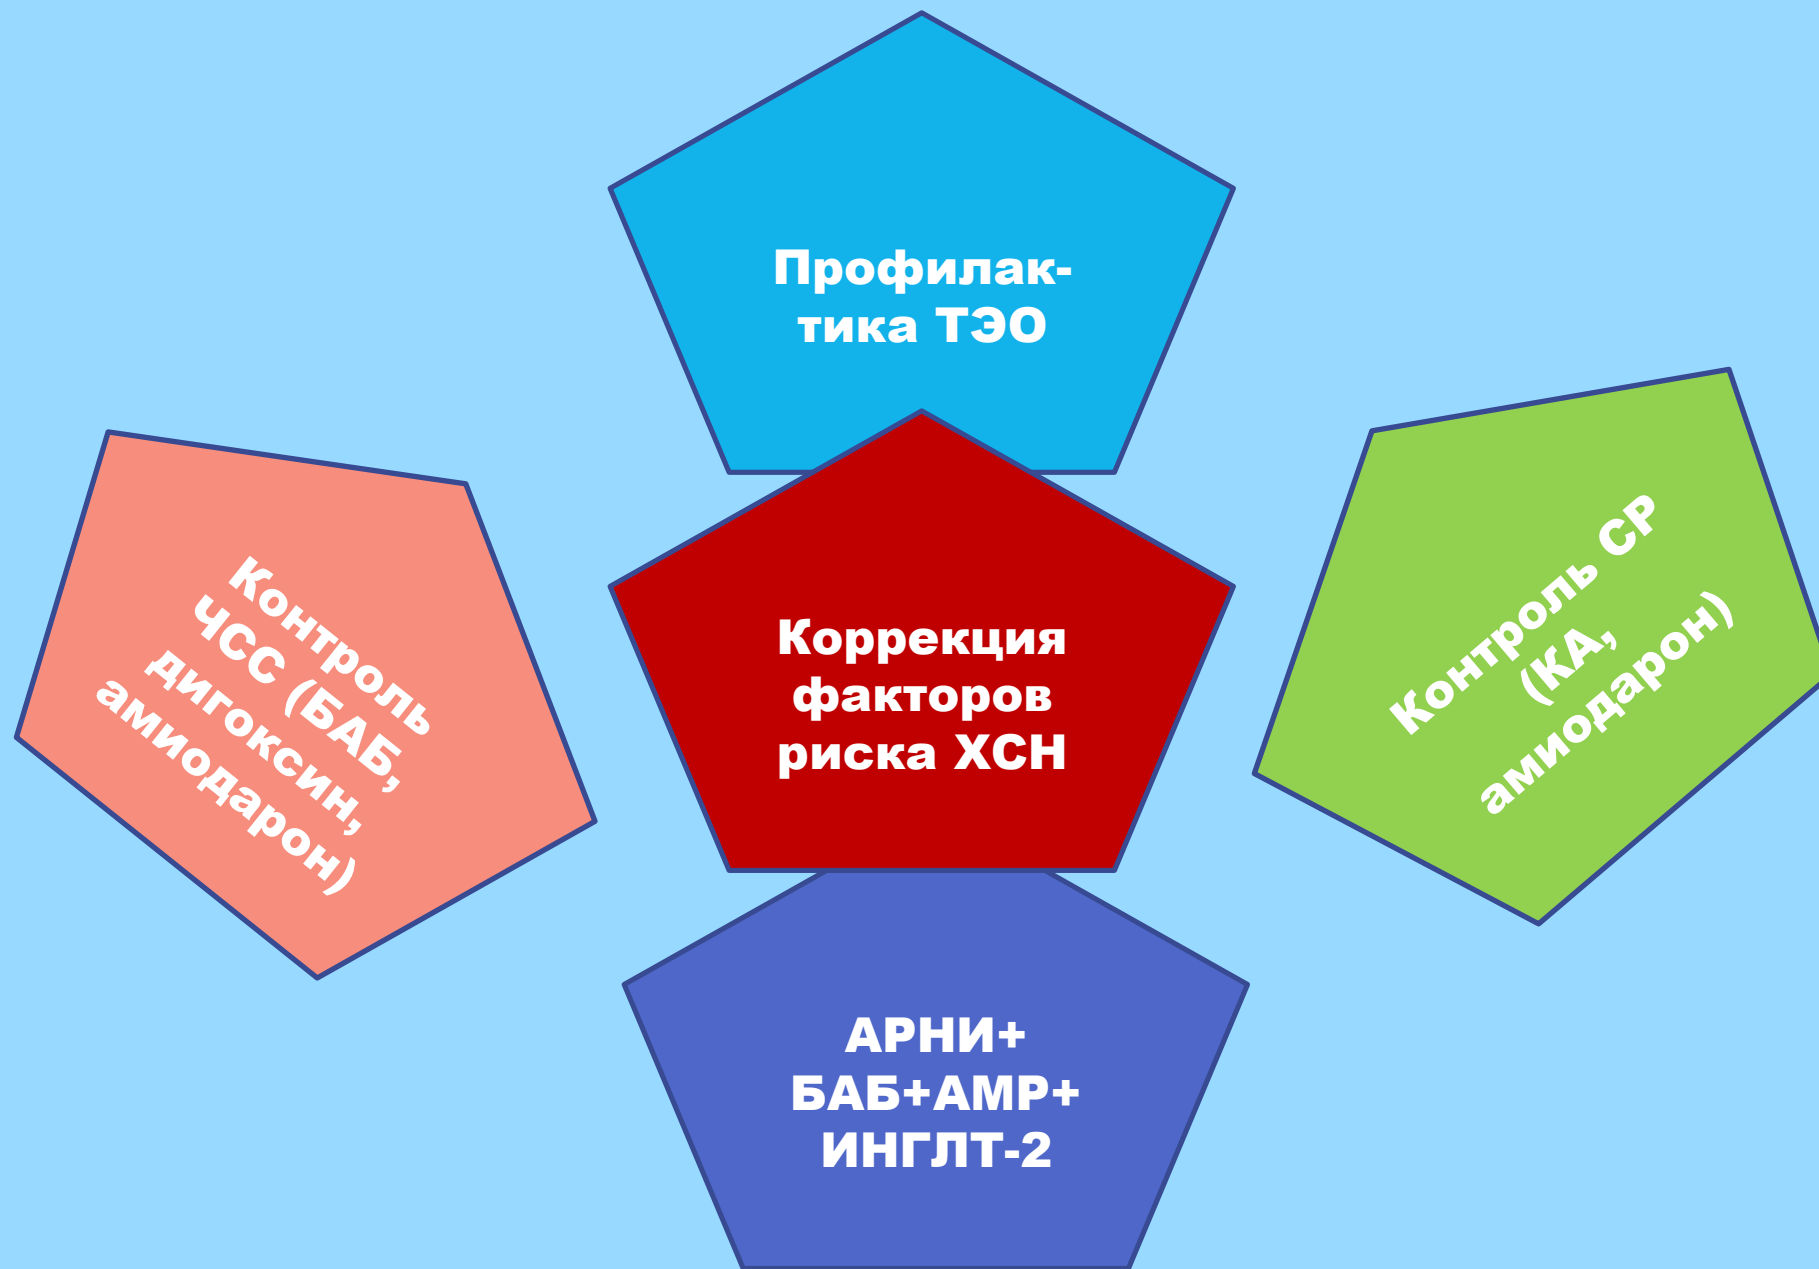 Профилак-
тика ТЭО
Контроль
ЧСС (БАБ,
дигоксин,
амиодарон)
Коррекция
факторов
риска ХСН
Контроль СР
(КА,
амиодарон)
АРНИ+
БАБ+АМР+
ИНГЛТ-2